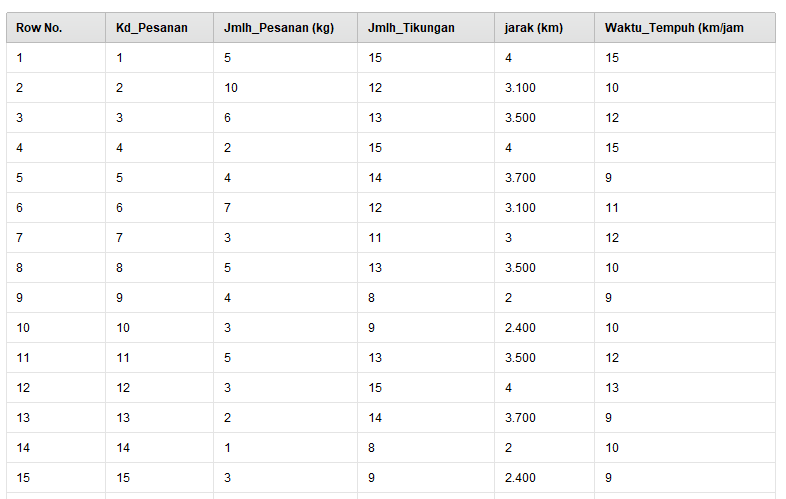 Row No. Kd_Pesanan Jmlh_Pesanan (kg) Jmlh_Tikungan jarak (km) Waktu_Tempuh (km/jam
1 1 5 15 4 15
2 2 10 12 3.100 10
3 3 6 13 3.500 12
4 4 2 15 4 15
5 5 4 14 3.700 9
6 6 7 12 3.100 11
7 7 3 11 3 12
8 8 5 13 3.500 10
9 9 4 8 2 9
10 10 3 9 2.400 10
11 11 5 13 3.500 12
12 12 3 15 4 13
13 13 2 14 3.700 9
14 14 1 8 2 10
15 15 3 9 2.400 9